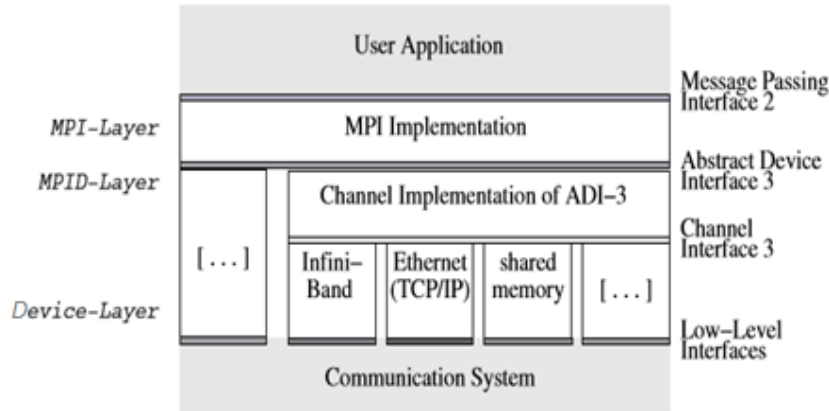 User Application
Message Passing
Interface 2
MPI-Layer
MPI Implementation
MPID-Layer
Abstract Device
Interface 3
Channel Implementation of ADI-3
Channel
Interface 3
[...]
Infini-
Band
Ethernet
(TCP/IP)
shared
memory
[...]
Device-Layer
Low-Level
Interfaces
Communication System